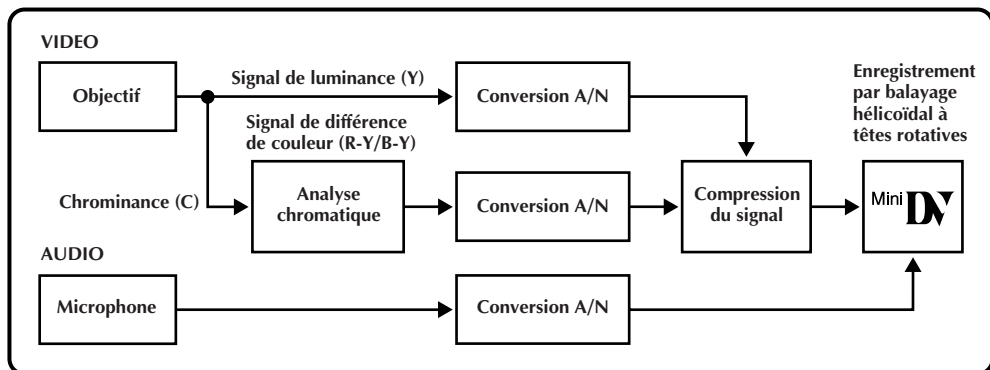 VIDEO
Objectif
Signal de luminance (Y)
Conversion A/N
Enregistrement
par balayage
hélicoïdal à
têtes rotatives
Signal de différence
de couleur (R-Y/B-Y)
Chrominance (C)
Analyse
chromatique
Conversion A/N
Compression
du signal
Mini DV
AUDIO
Microphone
Conversion A/N